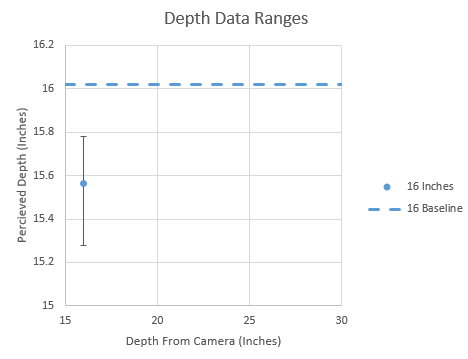 Depth Data Ranges
16.2
16
15.8
15.6
15.4
15.2
15
15 20 25 30
Percieved Depth (Inches)
Depth From Camera (Inches)
16 Inches
16 Baseline